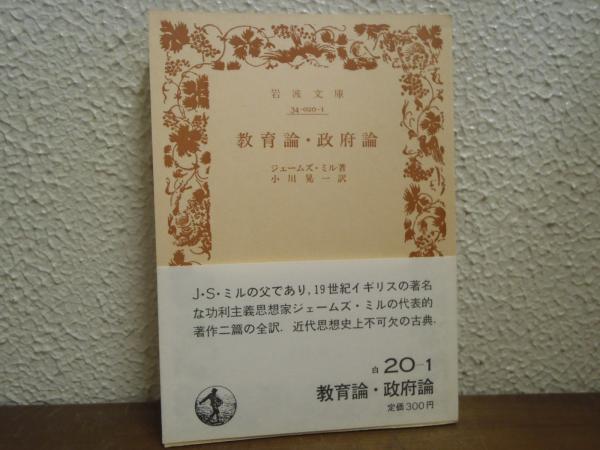 岩波文庫
34-020-1
教育論・政府論
ジェームズ・ミル著
小川晃一訳
J・S・ミルの父であり,19世紀イギリスの著名
な功利主義思想家ジェームズ・ミルの代表的
著作二篇の全訳.近代思想史上不可欠の古典.
白 20-1
教育論・政府論
定価300円